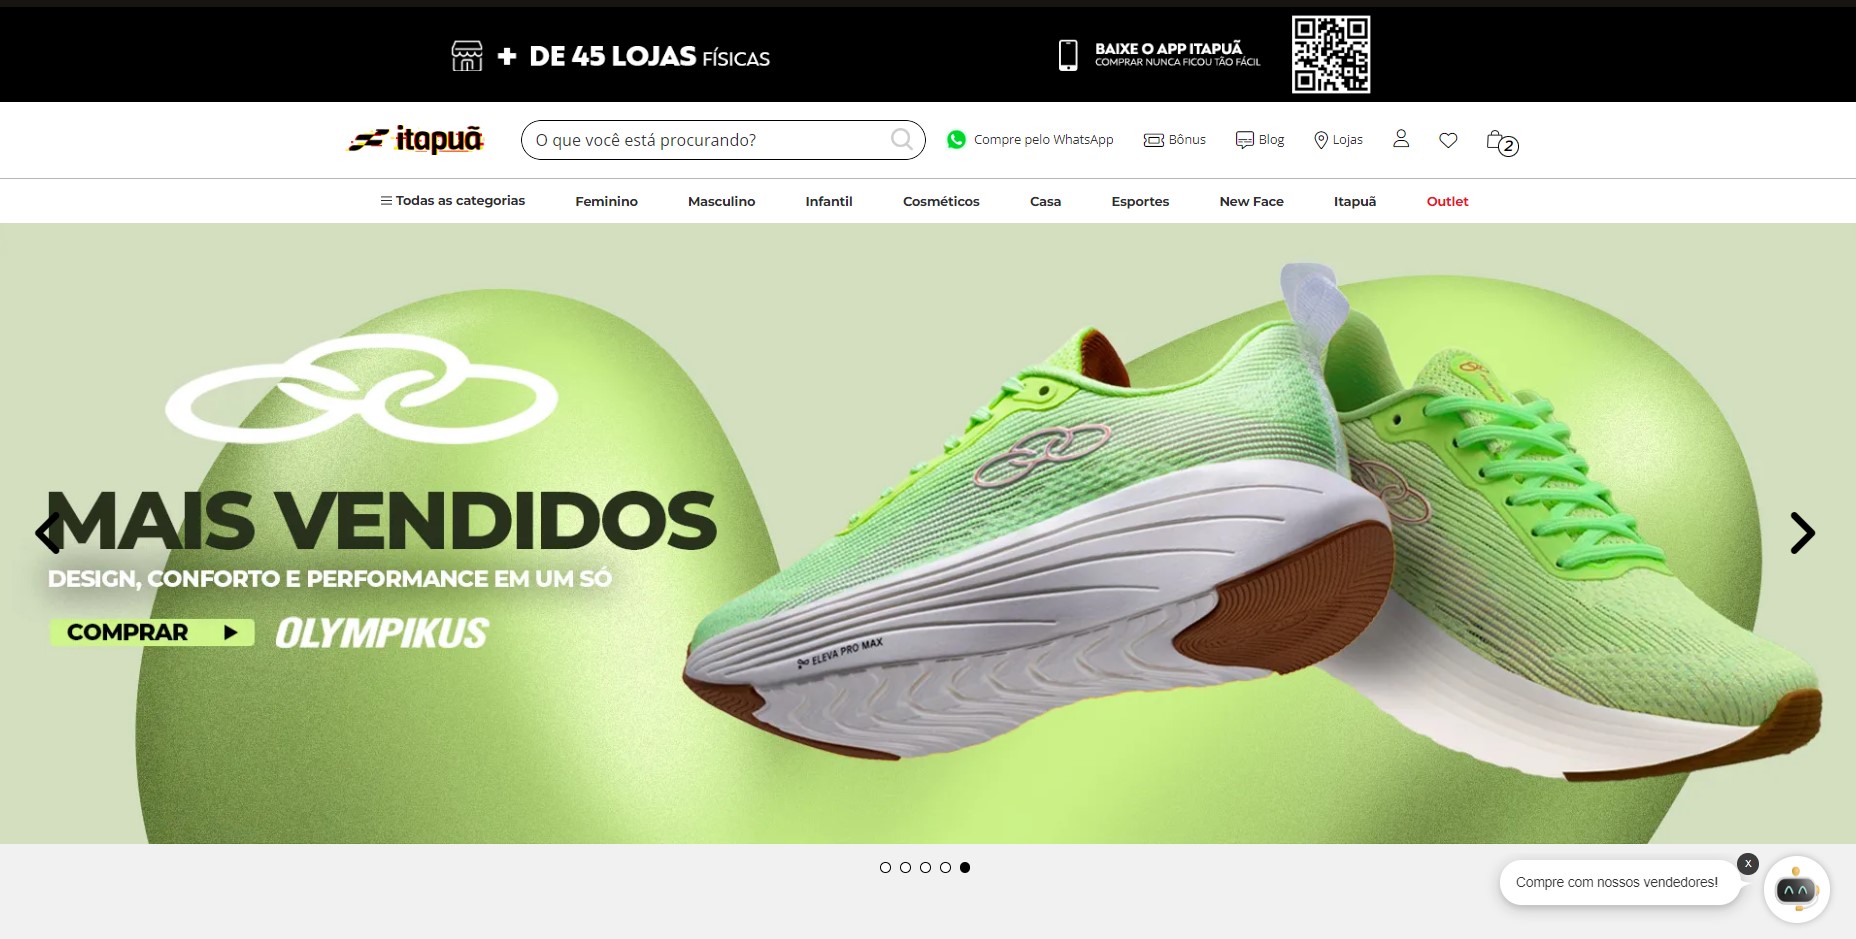 + DE 45 LOJAS FÍSICAS
BAIXE O APP ITAPUÃ
COMPRAR NUNCA FICOU TÃO FÁCIL
itapuã
O que você está procurando?
Compre pelo WhatsApp
Bônus
Blog
Lojas
2
Todas as categorias
Feminino
Masculino
Infantil
Cosméticos
Casa
Esportes
New Face
Itapuã
Outlet
MAIS VENDIDOS
DESIGN, CONFORTO E PERFORMANCE EM UM SÓ
COMPRAR
OLYMPIKUS
ELEVA PRO MAX
x
Compre com nossos vendedores!